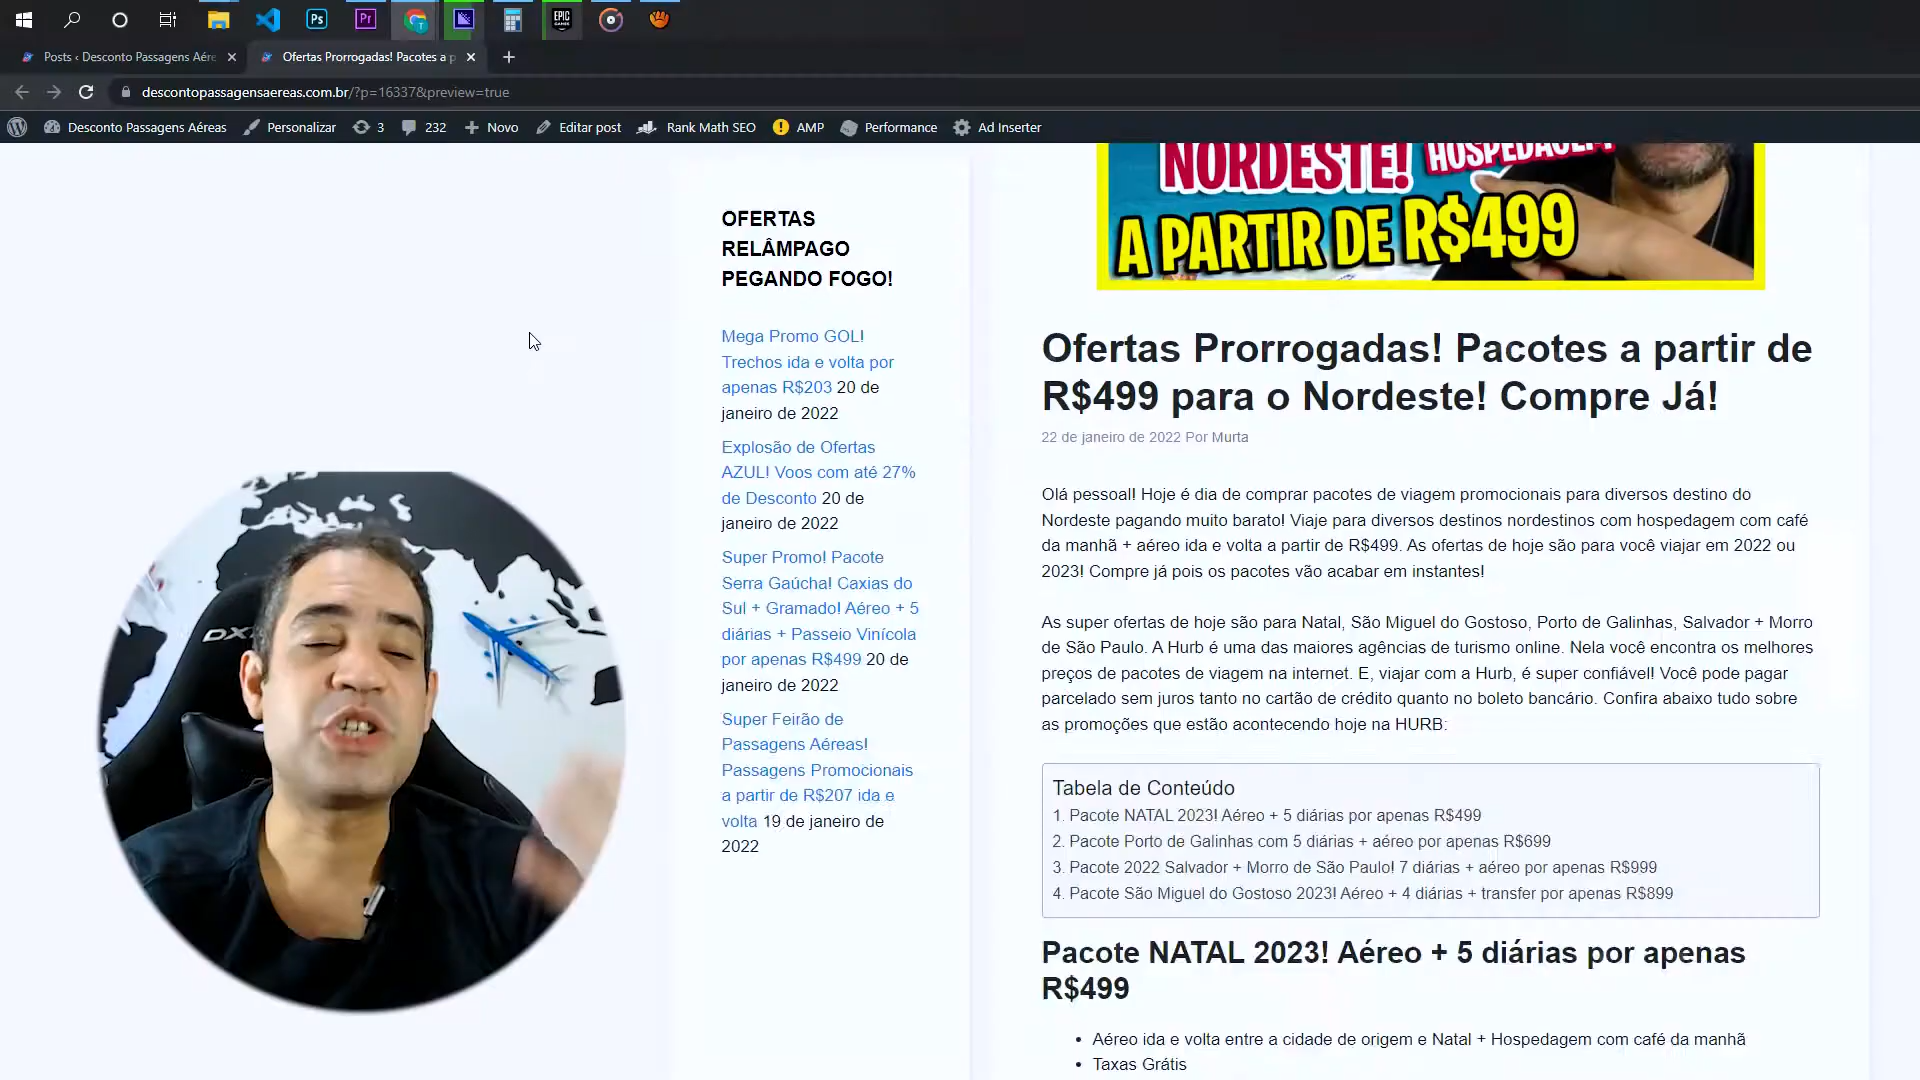 Ps
Pr
EPIC
GAMES
Posts ‹ Desconto Passagens Aére
Ofertas Prorrogadas! Pacotes a p
descontopassagensaereas.com.br/?p=16337&preview=true
Desconto Passagens Aéreas
Personalizar
3
232
Novo
Editar post
Rank Math SEO
AMP
Performance
Ad Inserter
OFERTAS
RELÂMPAGO
PEGANDO FOGO!
Mega Promo GOL!
Trechos ida e volta por
apenas R$203 20 de
janeiro de 2022
Explosão de Ofertas
AZUL! Voos com até 27%
de Desconto 20 de
janeiro de 2022
Super Promo! Pacote
Serra Gaúcha! Caxias do
Sul + Gramado! Aéreo + 5
diárias + Passeio Vinícola
por apenas R$499 20 de
janeiro de 2022
Super Feirão de
Passagens Aéreas!
Passagens Promocionais
a partir de R$207 ida e
volta 19 de janeiro de
2022
NORDESTE! HOSPEDAGEM
A PARTIR DE R$499
Ofertas Prorrogadas! Pacotes a partir de
R$499 para o Nordeste! Compre Já!
22 de janeiro de 2022 Por Murta
Olá pessoal! Hoje é dia de comprar pacotes de viagem promocionais para diversos destino do
Nordeste pagando muito barato! Viaje para diversos destinos nordestinos com hospedagem com café
da manhã + aéreo ida e volta a partir de R$499. As ofertas de hoje são para você viajar em 2022 ou
2023! Compre já pois os pacotes vão acabar em instantes!
As super ofertas de hoje são para Natal, São Miguel do Gostoso, Porto de Galinhas, Salvador + Morro
de São Paulo. A Hurb é uma das maiores agências de turismo online. Nela você encontra os melhores
preços de pacotes de viagem na internet. E, viajar com a Hurb, é super confiável! Você pode pagar
parcelado sem juros tanto no cartão de crédito quanto no boleto bancário. Confira abaixo tudo sobre
as promoções que estão acontecendo hoje na HURB:
Tabela de Conteúdo
1. Pacote NATAL 2023! Aéreo + 5 diárias por apenas R$499
2. Pacote Porto de Galinhas com 5 diárias + aéreo por apenas R$699
3. Pacote 2022 Salvador + Morro de São Paulo! 7 diárias + aéreo por apenas R$999
4. Pacote São Miguel do Gostoso 2023! Aéreo + 4 diárias + transfer por apenas R$899
Pacote NATAL 2023! Aéreo + 5 diárias por apenas
R$499
• Aéreo ida e volta entre a cidade de origem e Natal + Hospedagem com café da manhã
• Taxas Grátis